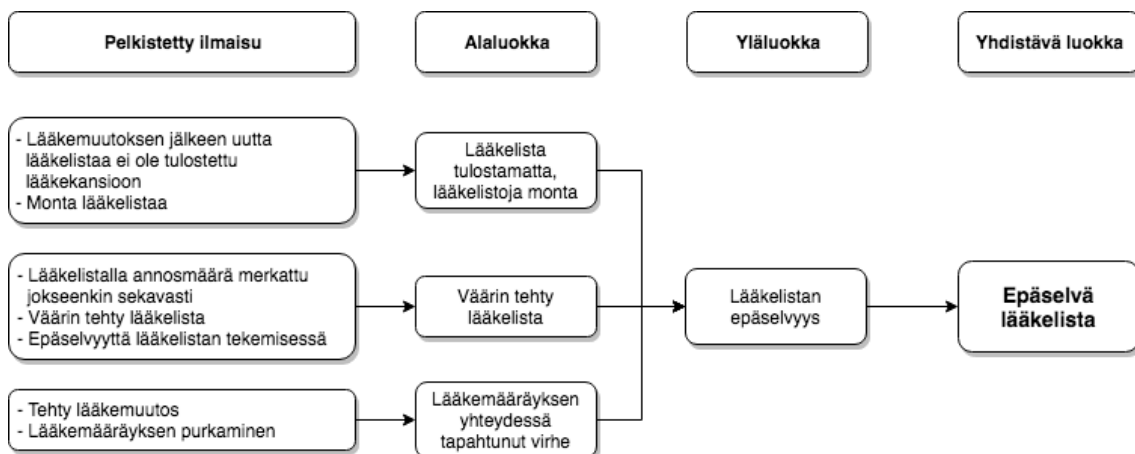 Pelkistetty ilmaisu
Alaluokka
Yläluokka
Yhdistävä luokka
- Lääkemuutoksen jälkeen uutta
lääkelistaa ei ole tulostettu
lääkekansioon
- Monta lääkelistaa
Lääkelista
tulostamatta,
lääkelistoja monta
- Lääkelistalla annosmäärä merkattu
jokseenkin sekavasti
- Väärin tehty lääkelista
- Epäselvyyttä lääkelistan tekemisessä
Väärin tehty
lääkelista
Lääkelistan
epäselvyys
Epäselvä
lääkelista
- Tehty lääkemuutos
- Lääkemääräyksen purkaminen
Lääkemääräyksen
yhteydessä
tapahtunut virhe